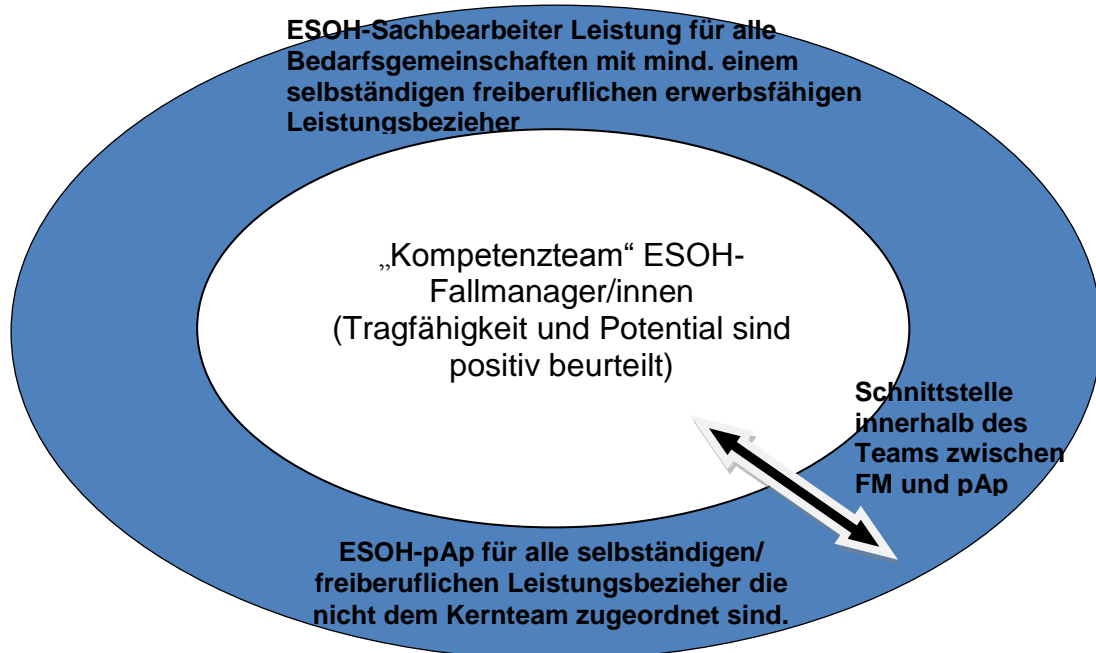 ESOH-Sachbearbeiter Leistung für alle
Bedarfsgemeinschaften mit mind. einem
selbständigen freiberuflichen erwerbsfähigen
Leistungsbezieher
„Kompetenzteam“ ESOH-
Fallmanager/innen
(Tragfähigkeit und Potential sind
positiv beurteilt)
Schnittstelle
innerhalb des
Teams zwischen
FM und pAp
ESOH-pAp für alle selbständigen/
freiberuflichen Leistungsbezieher die
nicht dem Kernteam zugeordnet sind.